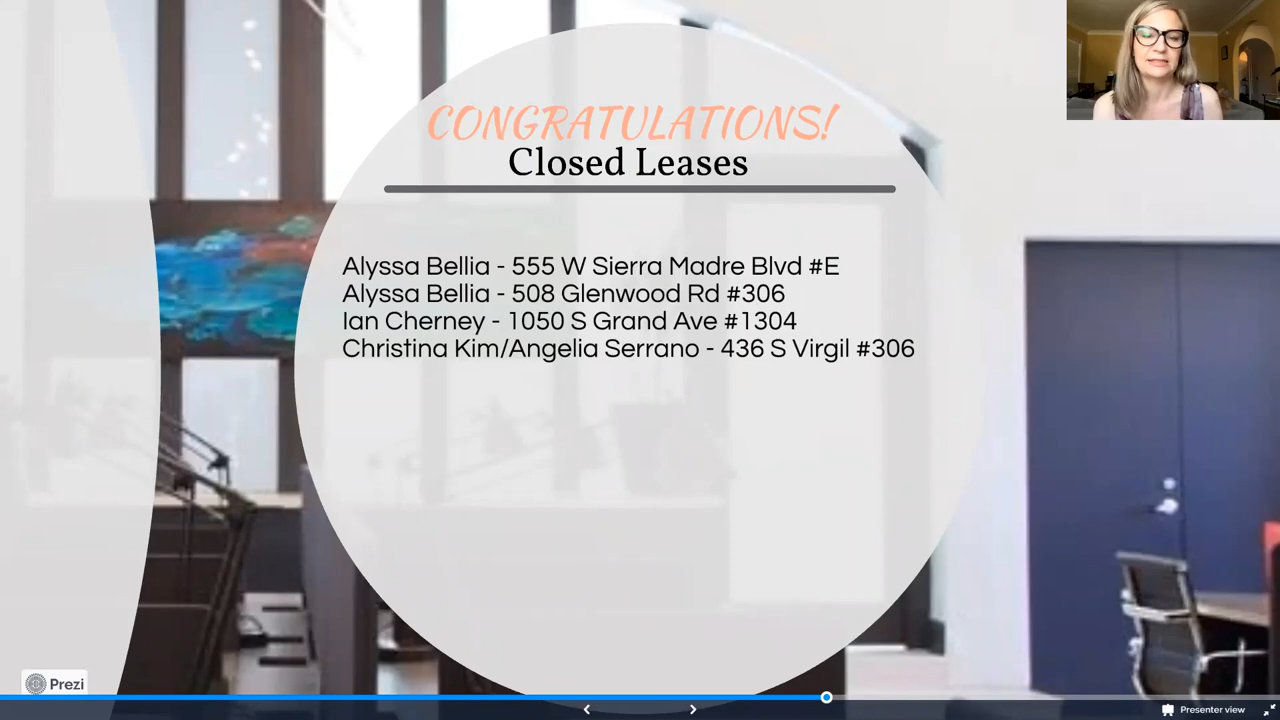 CONGRATULATIONS!
Closed Leases
Alyssa Bellia - 555 W Sierra Madre Blvd #E
Alyssa Bellia - 508 Glenwood Rd #306
Ian Cherney - 1050 S Grand Ave #1304
Christina Kim/Angelia Serrano - 436 S Virgil #306
Prezi
Presenter view